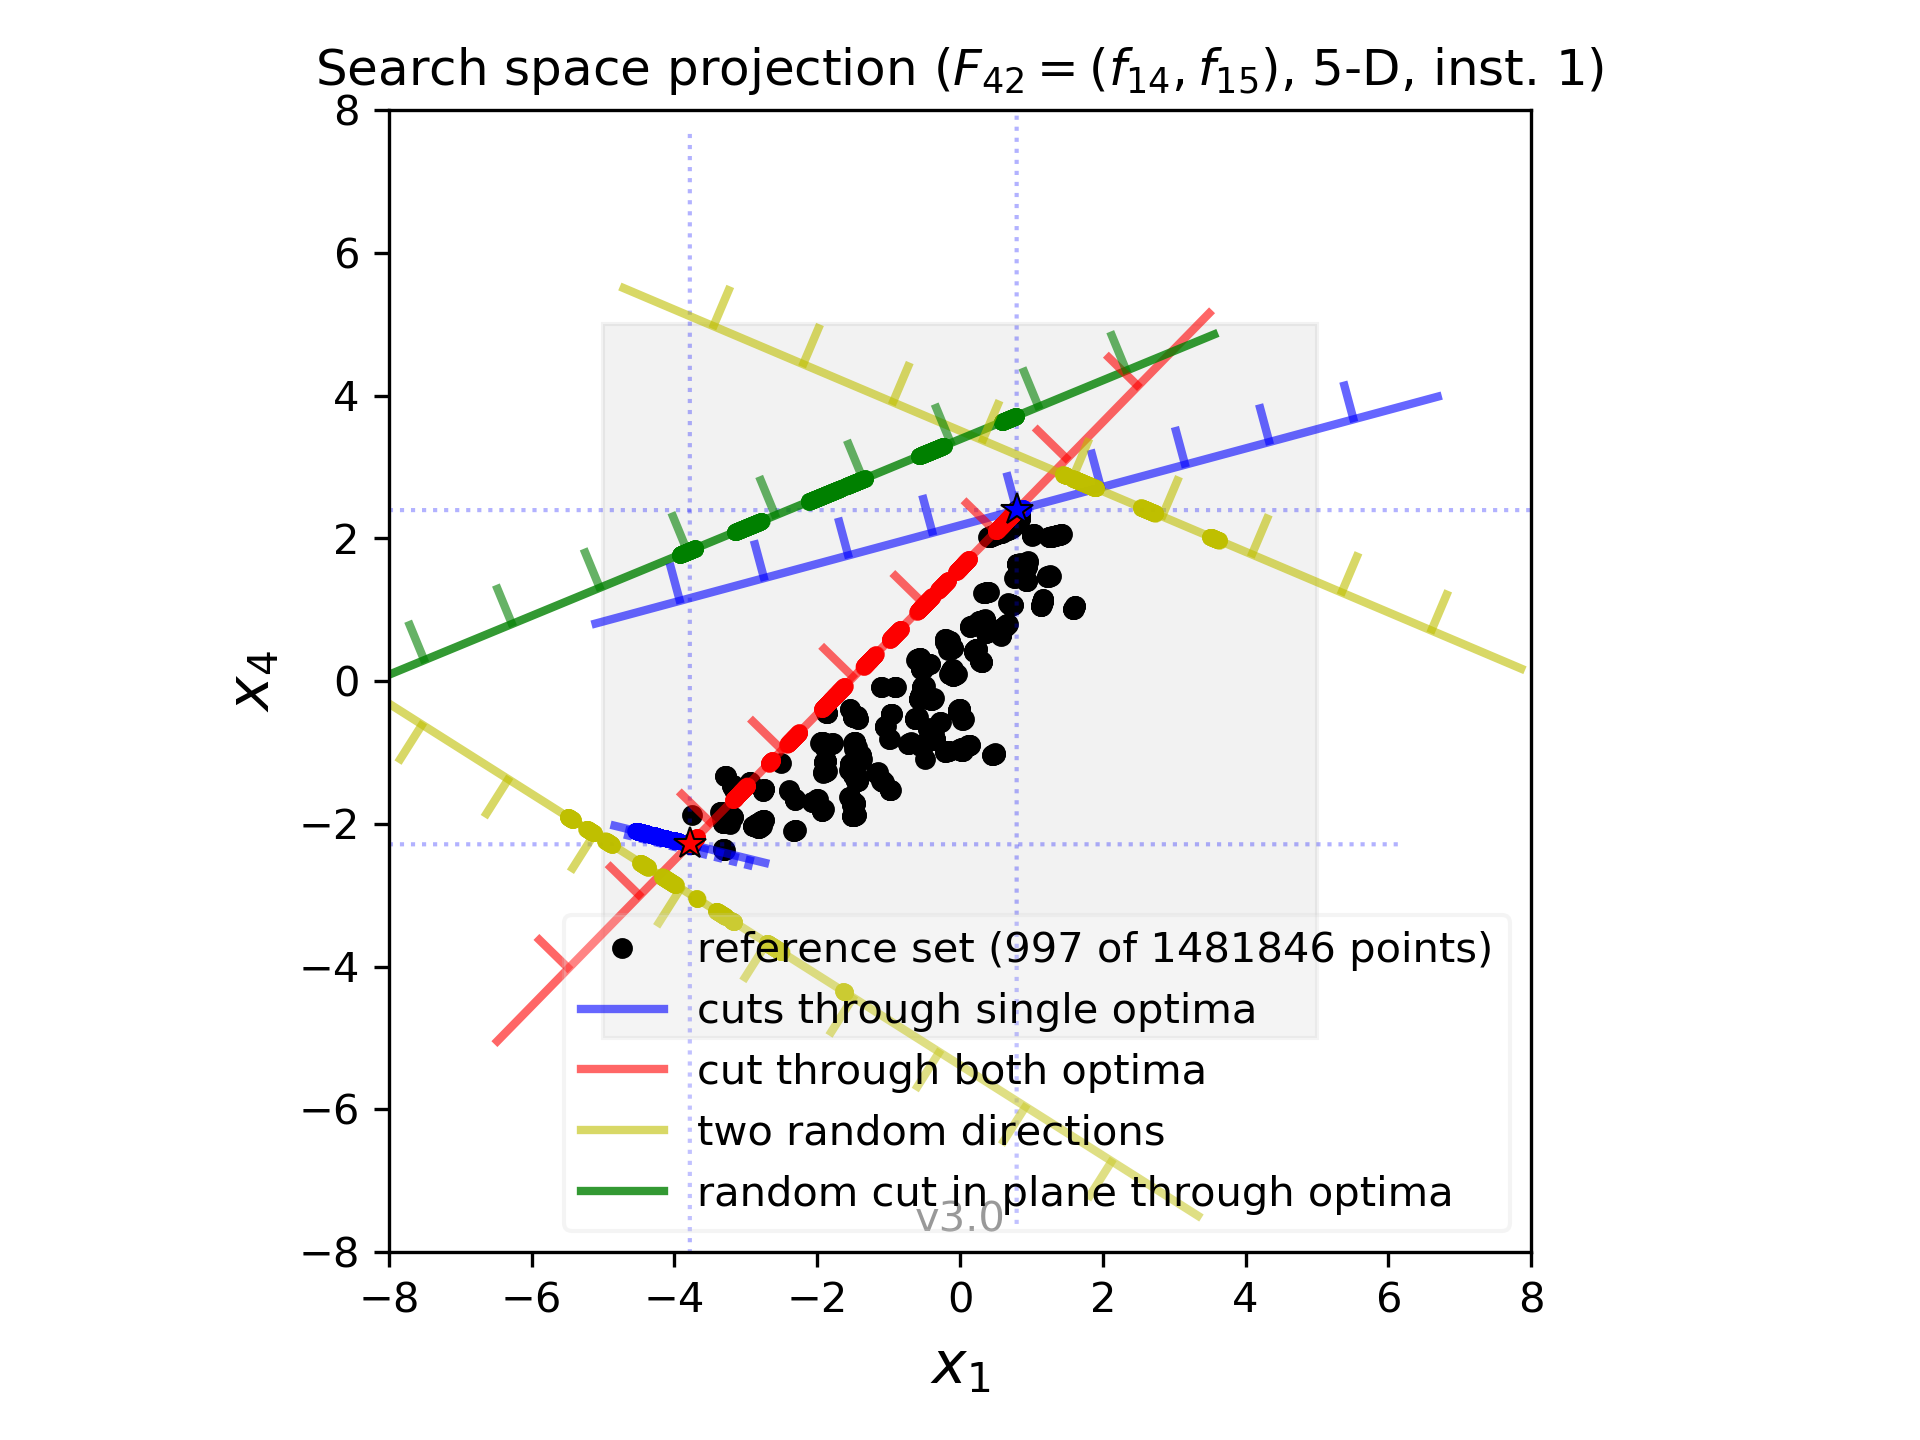 Search space projection (F42 = (f14, f15), 5-D, inst. 1)
8
6
4
2
0
−2
−4
−6
−8
x4
reference set (997 of 1481846 points)
cuts through single optima
cut through both optima
two random directions
random cut in plane through optima
v3.0
−8 −6 −4 −2 0 2 4 6 8
x1